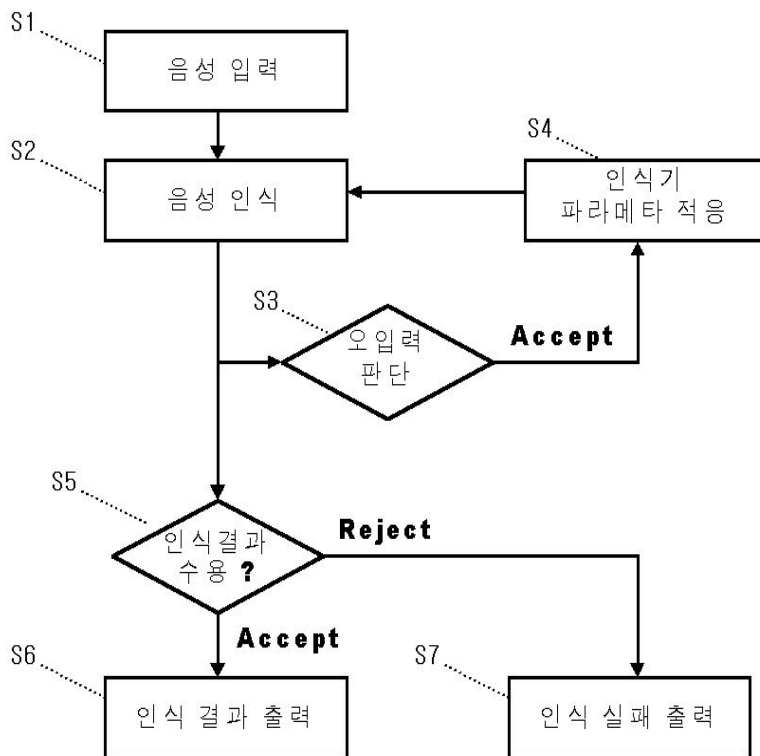 S1
음성 입력
S2
음성 인식
S4
인식기
파라메타 적응
S3
오입력
판단
Accept
S5
인식결과
수용 ?
Reject
Accept
S6
인식 결과 출력
S7
인식 실패 출력